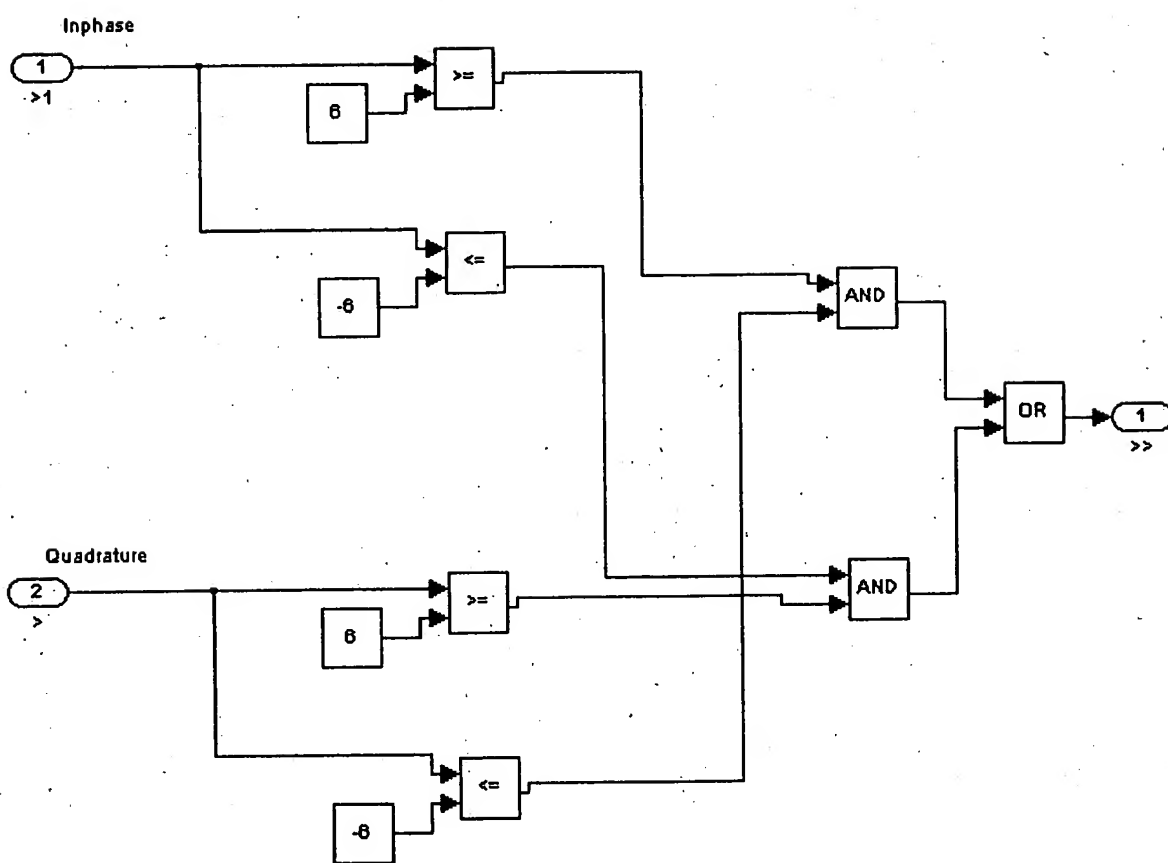 Inphase
1
>1
>=
6
<=
-6
AND
OR
1
>>
Quadrature
2
>
>=
6
AND
<=
-6